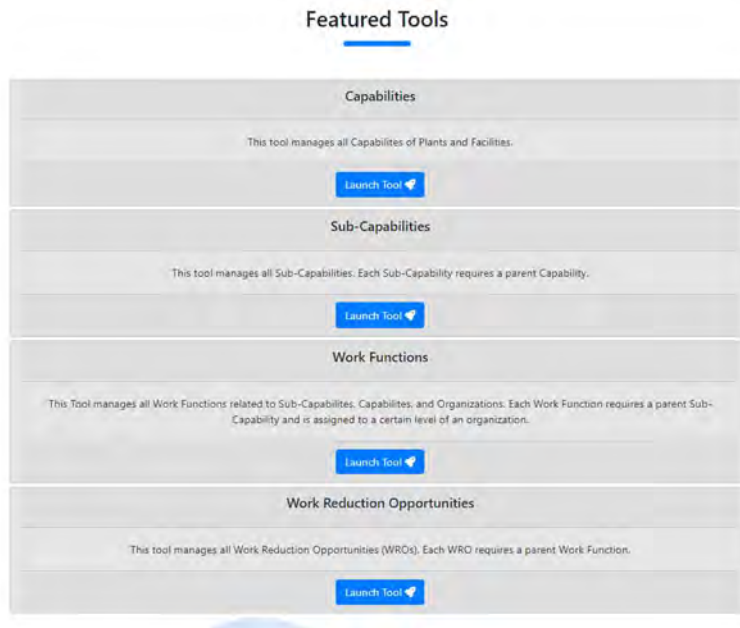 Featured Tools
Capabilities
This tool manages all Capabilites of Plants and Facilities.
Launch Tool
Sub-Capabilities
This tool manages all Sub-Capabilities. Each Sub-Capability requires a parent Capability.
Launch Tool
Work Functions
This Tool manages all Work Functions related to Sub-Capabilites, Capabilites, and Organizations. Each Work Function requires a parent Sub-
Capability and is assigned to a certain level of an organization.
Launch Tool
Work Reduction Opportunities
This tool manages all Work Reduction Opportunities (WROs). Each WRO requires a parent Work Function.
Launch Tool